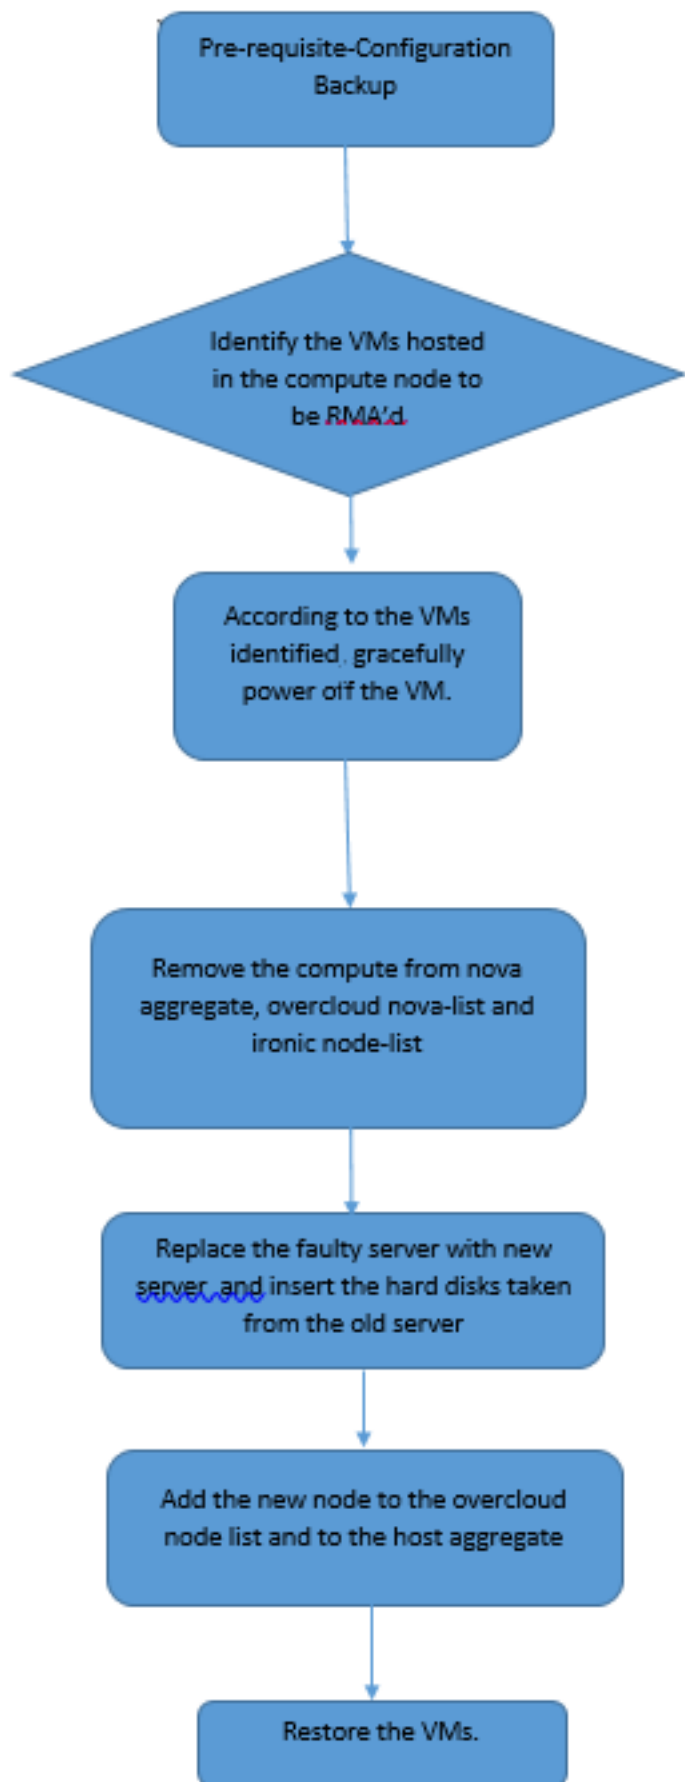 Pre-requisite-Configuration
Backup
Identify the VMs hosted
in the compute node to
be RMA'd
According to the VMs
identified, gracefully
power off the VM.
Remove the compute from nova
aggregate, overcloud nova-list and
ironic node-list
Replace the faulty server with new
server and insert the hard disks taken
from the old server
Add the new node to the overcloud
node list and to the host aggregate
Restore the VMs.